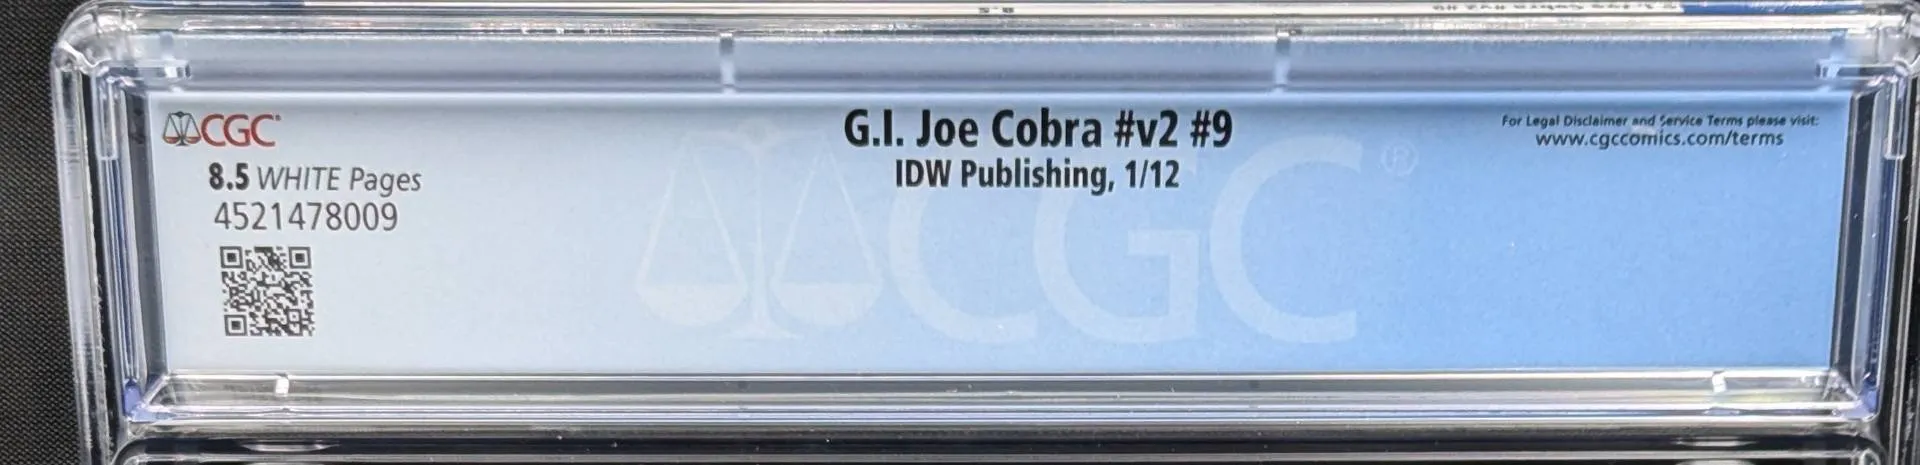 CGC
8.5 WHITE Pages
4521478009
G.I. Joe Cobra #v2 #9
IDW Publishing, 1/12
For Legal Disclaimer and Service Terms please visit:
www.cgccomics.com/terms
CGC®